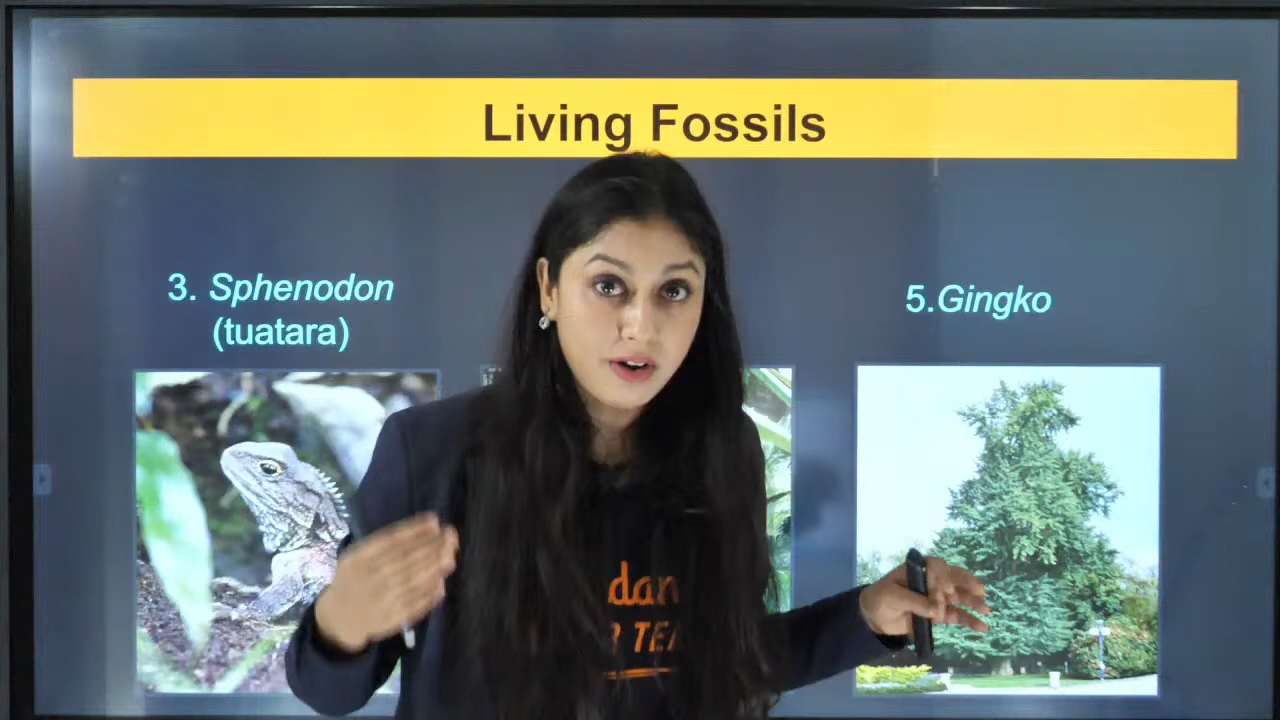 Living Fossils
3. Sphenodon
(tuatara)
5.Gingko